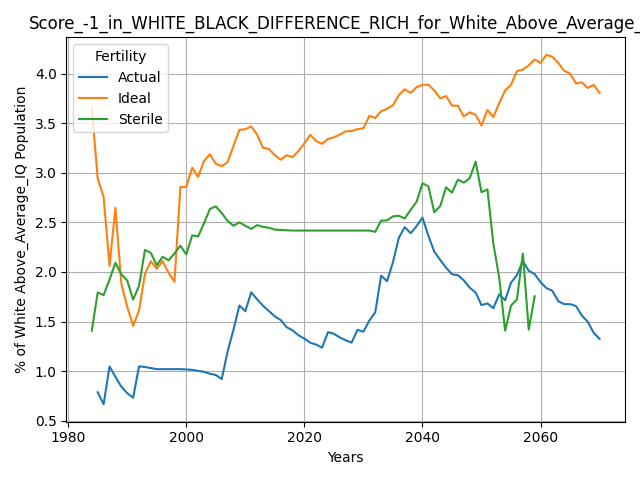 Score_-1_in_WHITE_BLACK_DIFFERENCE_RICH_for_White_Above_Average_
Fertility
Actual
Ideal
Sterile
% of White Above_Average_IQ Population
4.0
3.5
3.0
2.5
2.0
1.5
1.0
0.5
1980
2000
2020
2040
2060
Years